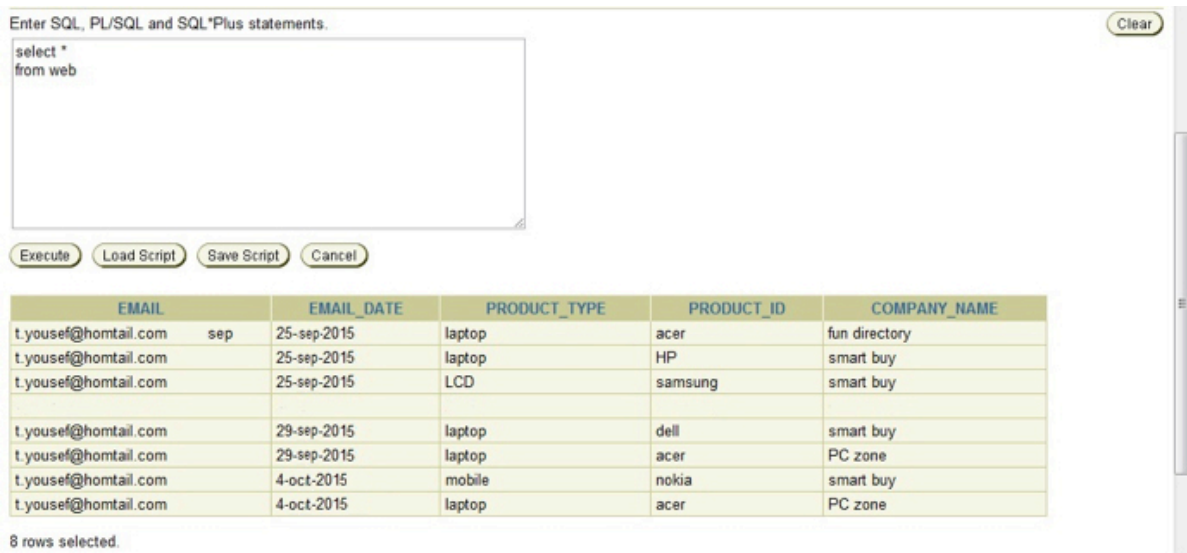 Enter SQL, PL/SQL and SQL*Plus statements.
Clear
select *
from web
Execute Load Script Save Script Cancel
EMAIL EMAIL_DATE PRODUCT_TYPE PRODUCT_ID COMPANY_NAME
t.yousef@homtail.com sep 25-sep-2015 laptop acer fun directory
t.yousef@homtail.com 25-sep-2015 laptop HP smart buy
t.yousef@homtail.com 25-sep-2015 LCD samsung smart buy
t.yousef@homtail.com 29-sep-2015 laptop dell smart buy
t.yousef@homtail.com 29-sep-2015 laptop acer PC zone
t.yousef@homtail.com 4-oct-2015 mobile nokia smart buy
t.yousef@homtail.com 4-oct-2015 laptop acer PC zone
8 rows selected.